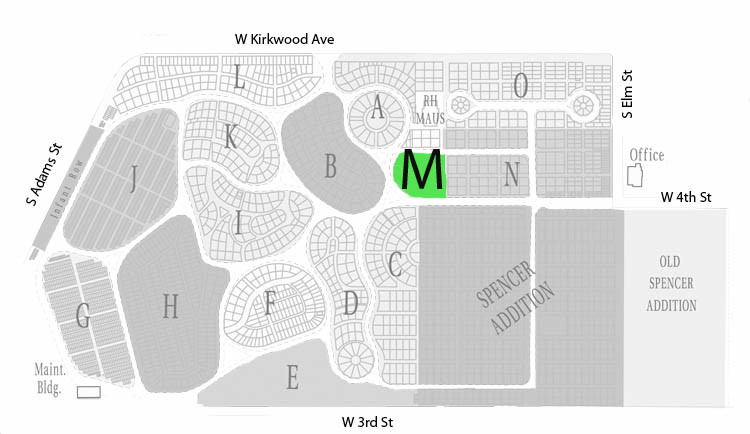 W Kirkwood Ave
L
O
S Elm St
A
RH
MAUS
K
S Adams St
Infant Row
J
B
M
N
Office
W 4th St
I
C
SPENCER
ADDITION
OLD
SPENCER
ADDITION
G
H
F
D
Maint.
Bldg.
E
W 3rd St